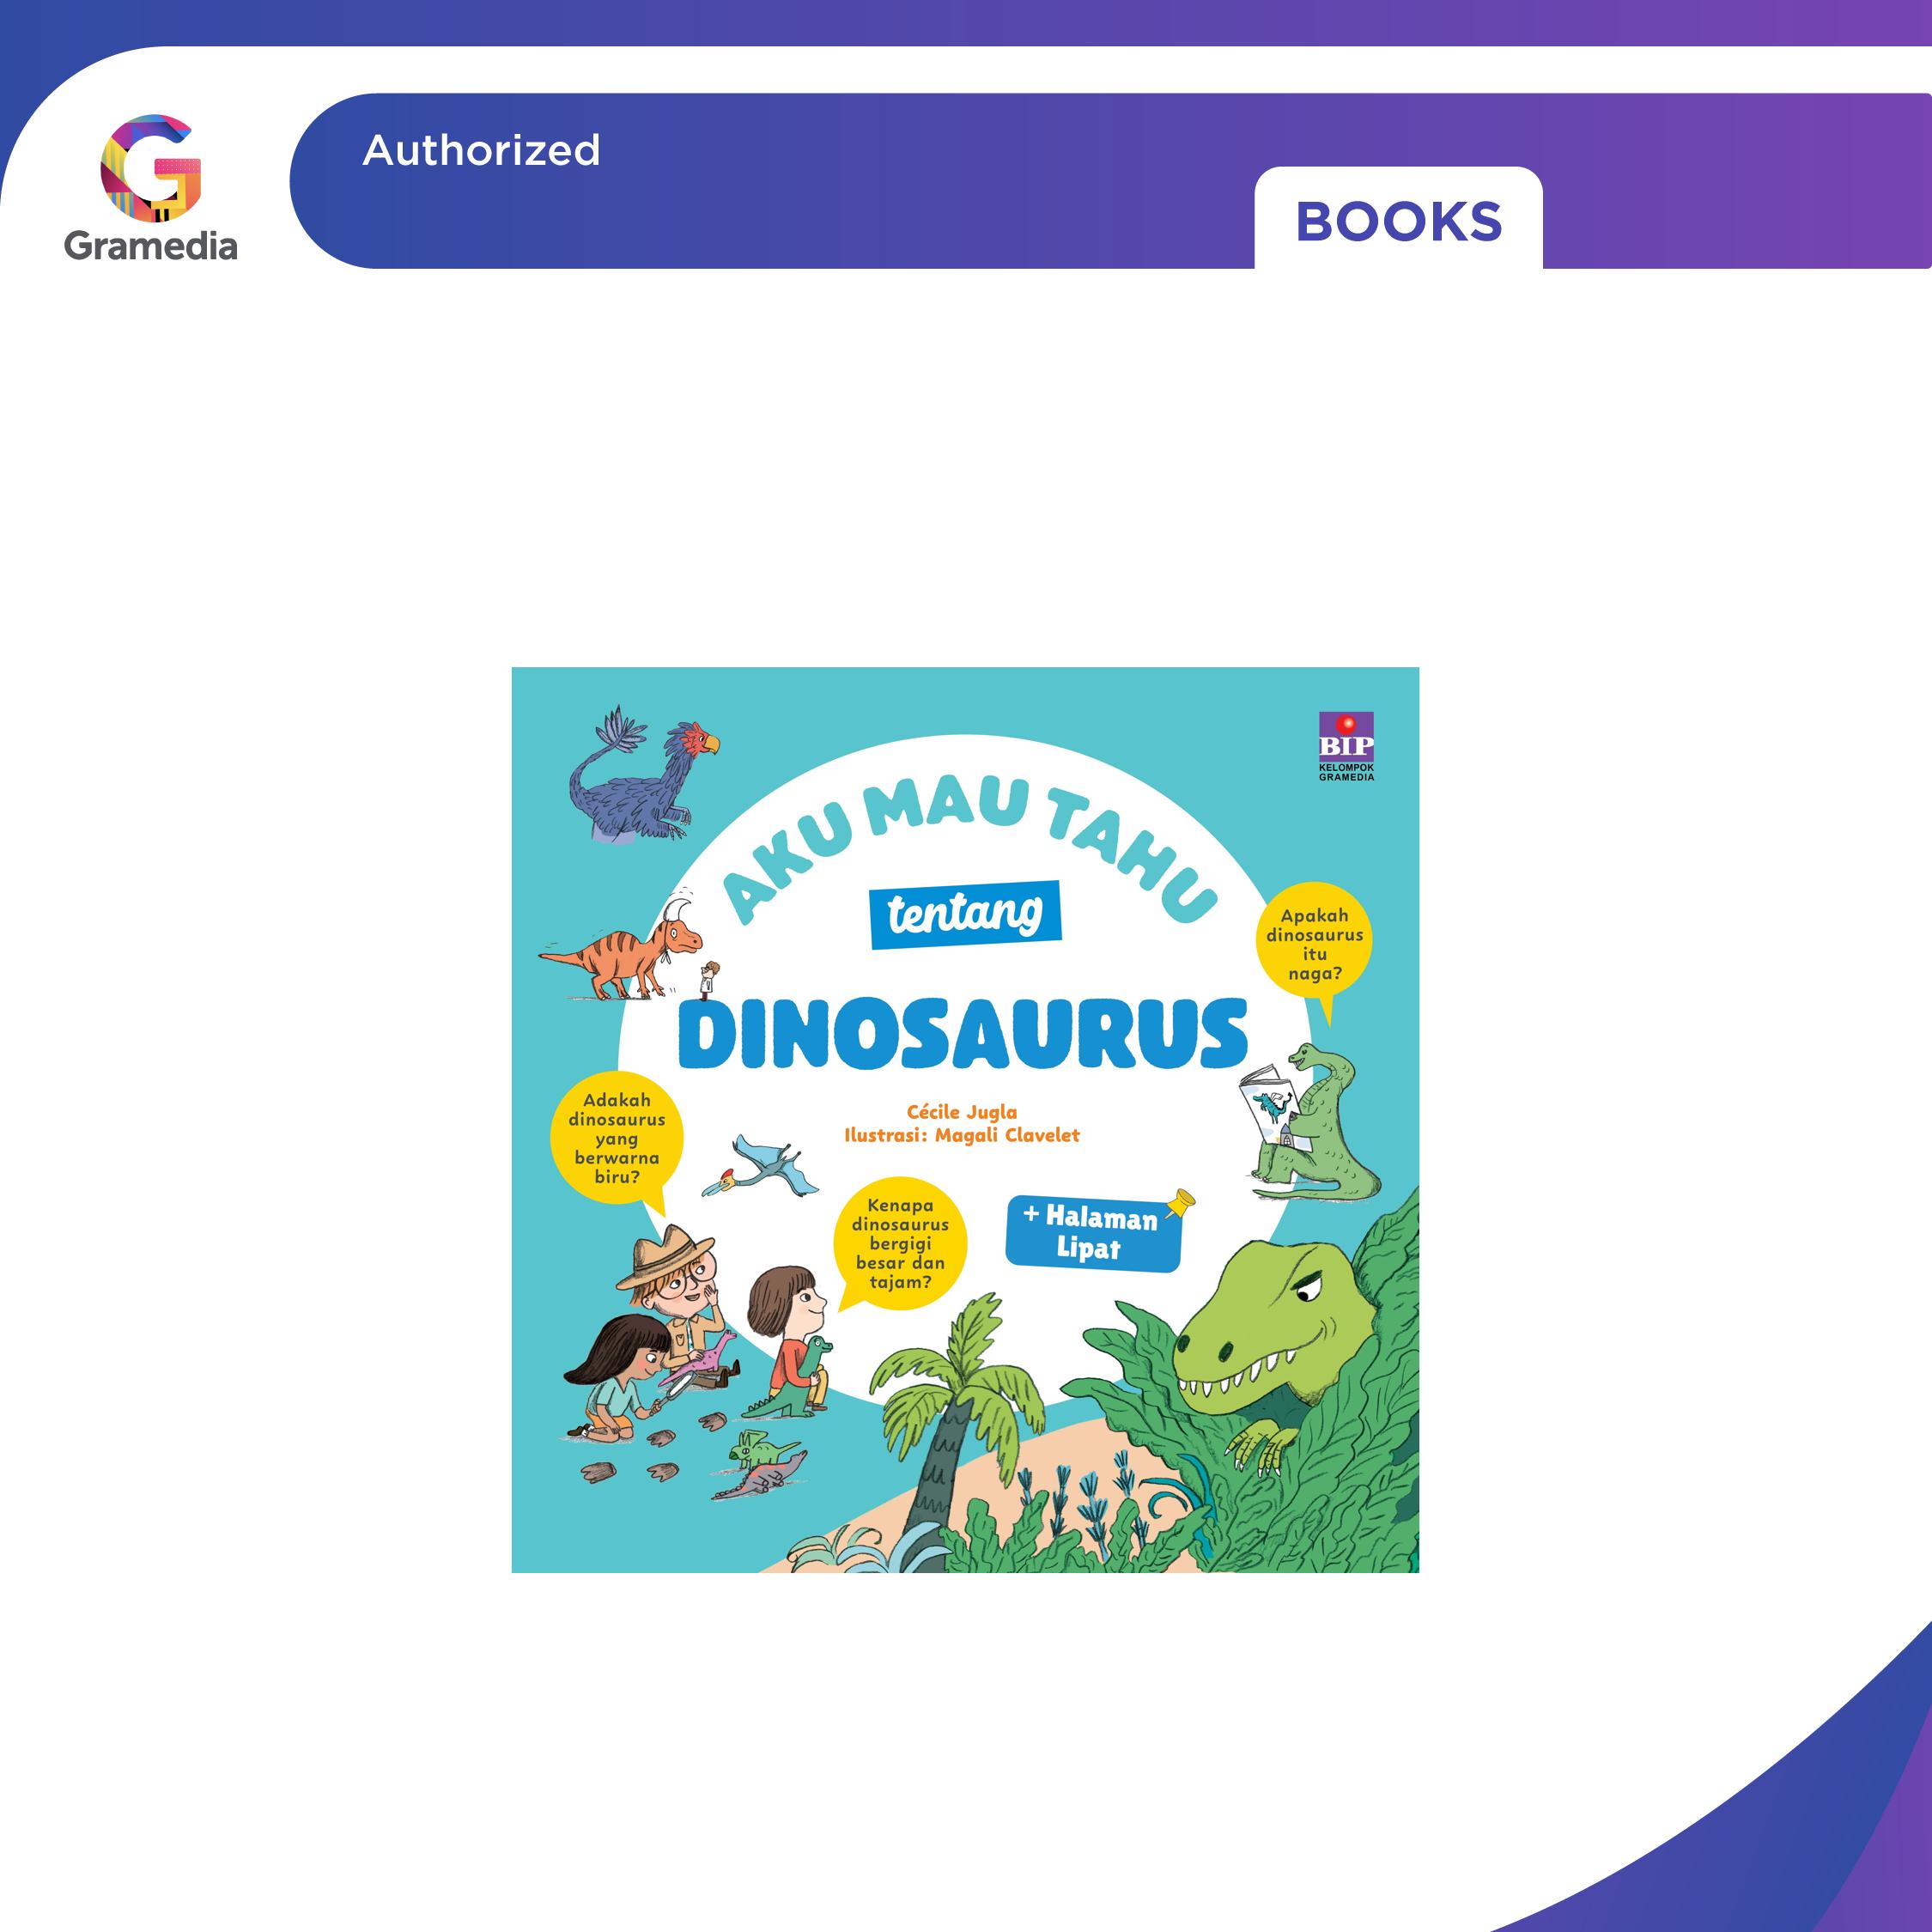 Authorized
Gramedia
BOOKS
BIP
KELOMPOK
GRAMEDIA
AKU MAU TAHU
tentang
Apakah
dinosaurus
itu
naga?
DINOSAURUS
Cécile Jugla
Ilustrasi: Magali Clavelet
Adakah
dinosaurus
yang
berwarna
biru?
Kenapa
dinosaurus
bergigi
besar dan
tajam?
+ Halaman
Lipat